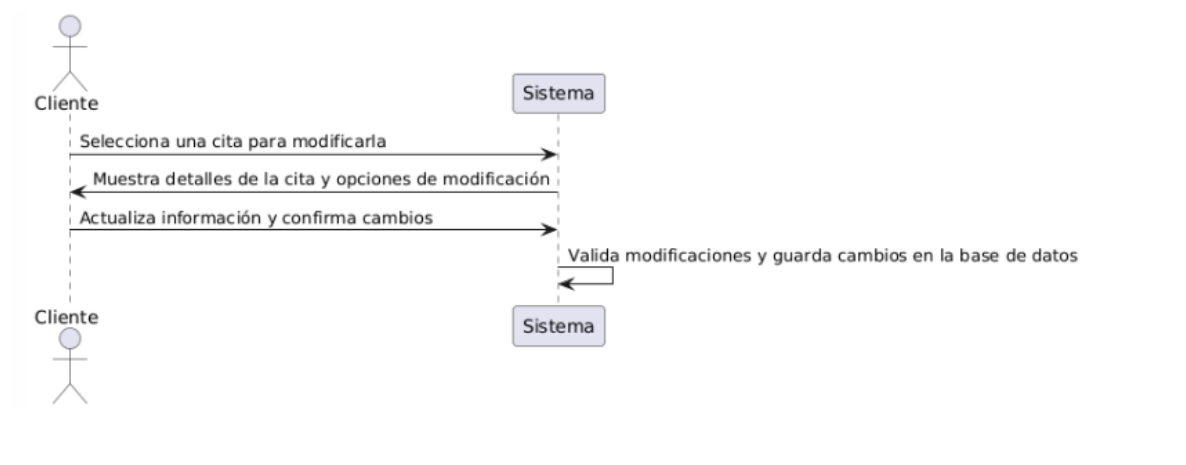 Cliente
Sistema
Selecciona una cita para modificarla
Muestra detalles de la cita y opciones de modificación
Actualiza información y confirma cambios
Valida modificaciones y guarda cambios en la base de datos
Cliente
Sistema